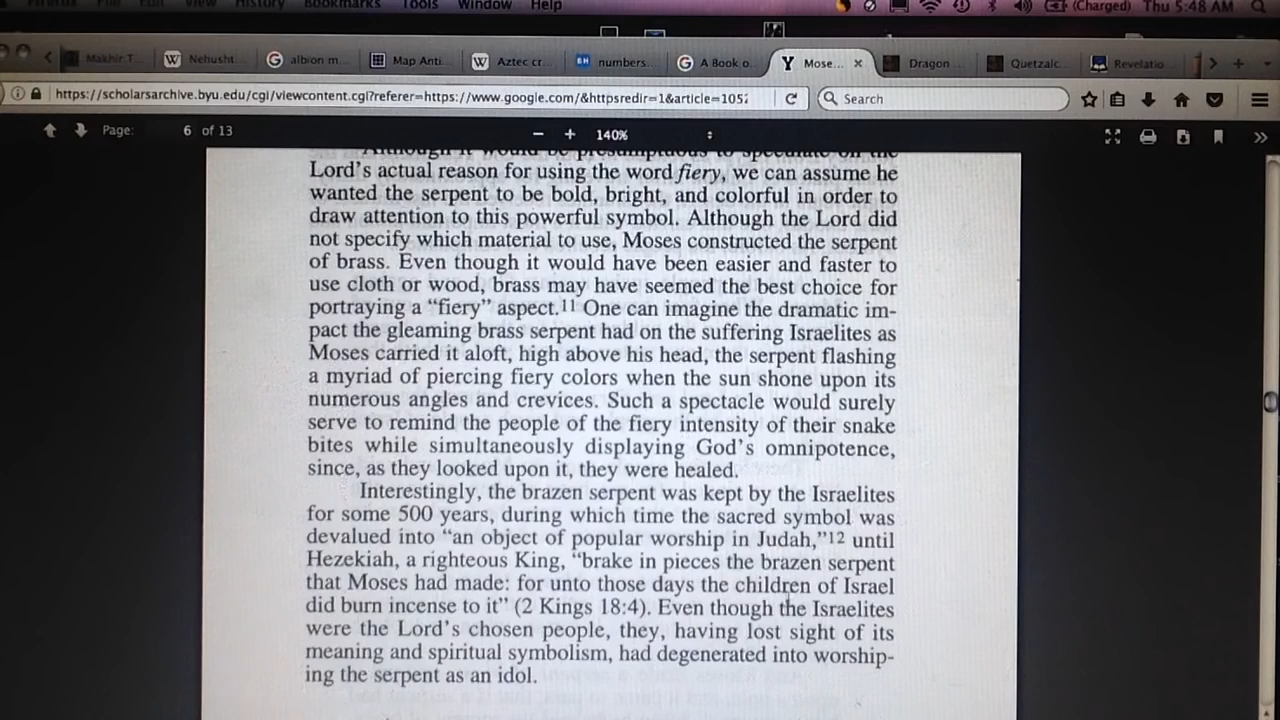 History Bookmarks Tools Window Help (Charged) Thu 5:48 AM
Makhir T... Nehusht... albion m... Map Anti... Aztec cr... numbers... A Book o... Mose... × Dragon Quetzalc... Revelatio...
https://scholarsarchive.byu.edu/cgi/viewcontent.cgi?referer=https://www.google.com/&httpsredir=1&article=105 Search
Page: 6 of 13 140%
Although it would be presumptuous to speculate on the
Lord's actual reason for using the word fiery, we can assume he
wanted the serpent to be bold, bright, and colorful in order to
draw attention to this powerful symbol. Although the Lord did
not specify which material to use, Moses constructed the serpent
of brass. Even though it would have been easier and faster to
use cloth or wood, brass may have seemed the best choice for
portraying a "fiery" aspect.11 One can imagine the dramatic im-
pact the gleaming brass serpent had on the suffering Israelites as
Moses carried it aloft, high above his head, the serpent flashing
a myriad of piercing fiery colors when the sun shone upon its
numerous angles and crevices. Such a spectacle would surely
serve to remind the people of the fiery intensity of their snake
bites while simultaneously displaying God's omnipotence,
since, as they looked upon it, they were healed.
Interestingly, the brazen serpent was kept by the Israelites
for some 500 years, during which time the sacred symbol was
devalued into "an object of popular worship in Judah,"12 until
Hezekiah, a righteous King, "brake in pieces the brazen serpent
that Moses had made: for unto those days the children of Israel
did burn incense to it" (2 Kings 18:4). Even though the Israelites
were the Lord's chosen people, they, having lost sight of its
meaning and spiritual symbolism, had degenerated into worship-
ing the serpent as an idol.